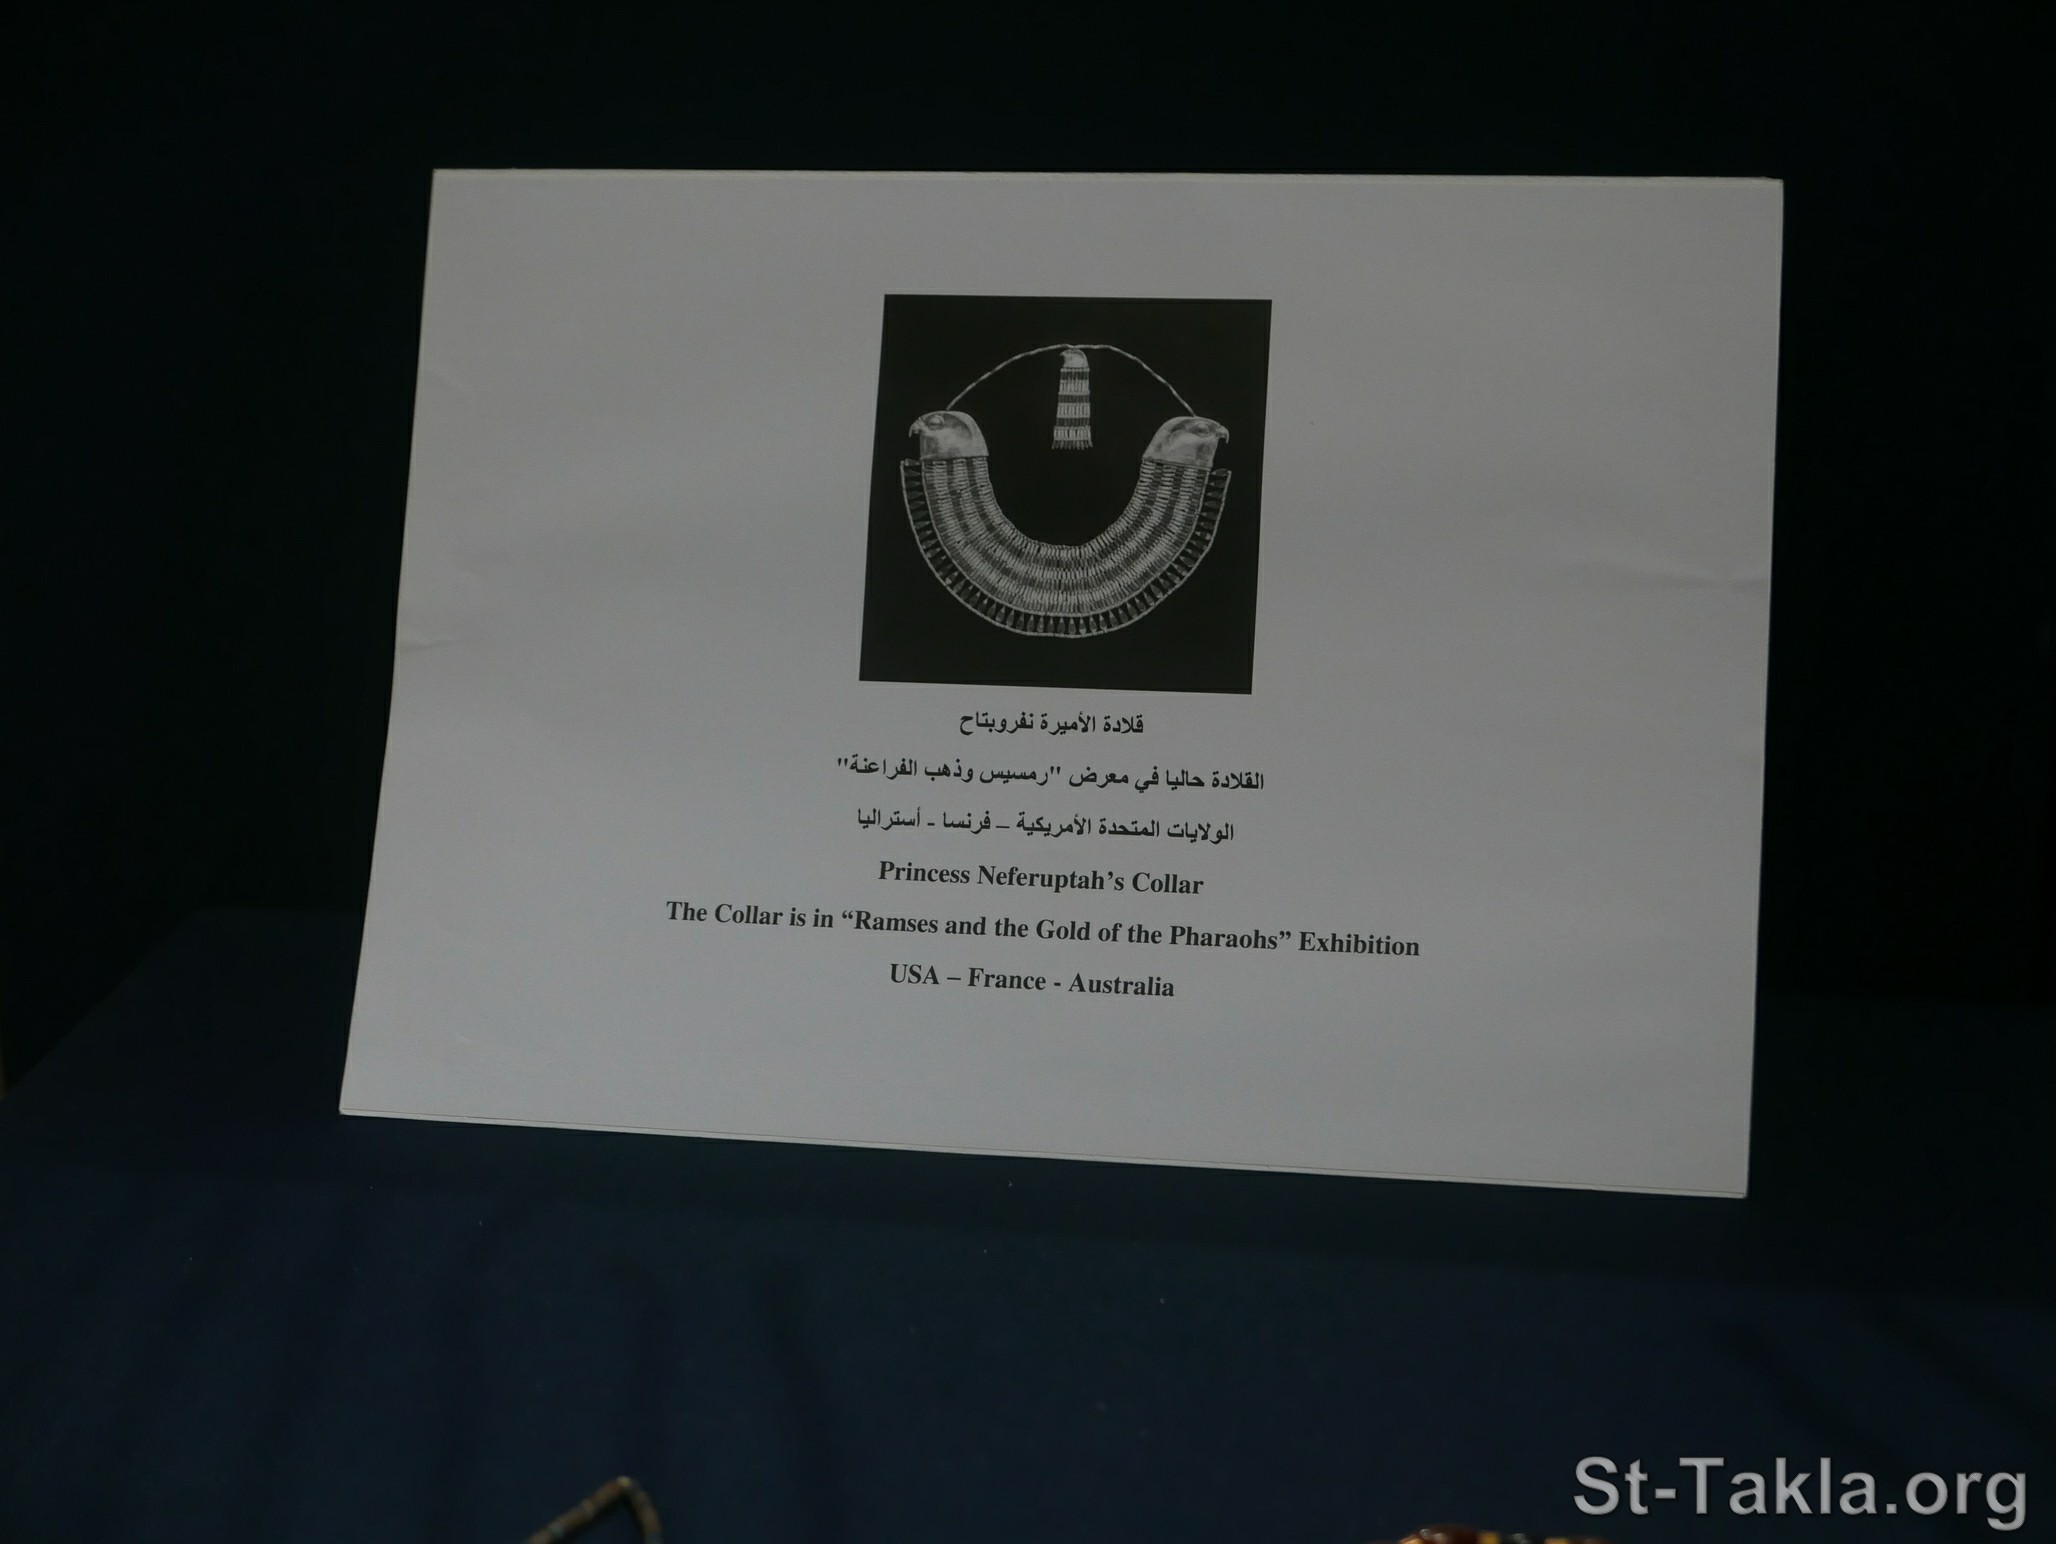 قلادة الأميرة نفروبتاح
القلادة حاليا في معرض "رمسيس وذهب الفراعنة"
الولايات المتحدة الأمريكية – فرنسا - أستراليا
Princess Neferuptah’s Collar
The Collar is in “Ramses and the Gold of the Pharaohs” Exhibition
USA – France - Australia
St-Takla.org